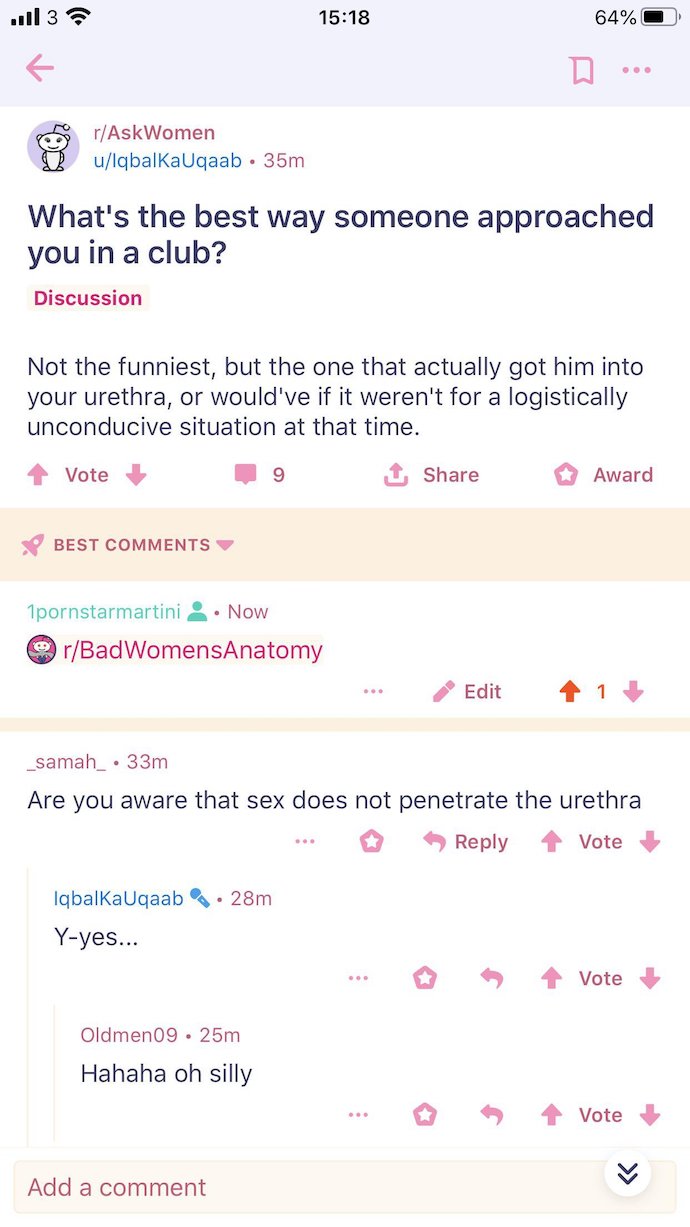 3 15:18 64%
r/AskWomen
u/IqbalKaUqaab • 35m
What's the best way someone approached
you in a club?
Discussion
Not the funniest, but the one that actually got him into
your urethra, or would've if it weren't for a logistically
unconducive situation at that time.
Vote 9 Share Award
BEST COMMENTS
1pornstarmartini • Now
r/BadWomensAnatomy
... Edit 1
_samah_ • 33m
Are you aware that sex does not penetrate the urethra
... Reply Vote
IqbalKaUqaab • 28m
Y-yes...
... Vote
Oldmen09 • 25m
Hahaha oh silly
... Vote
Add a comment